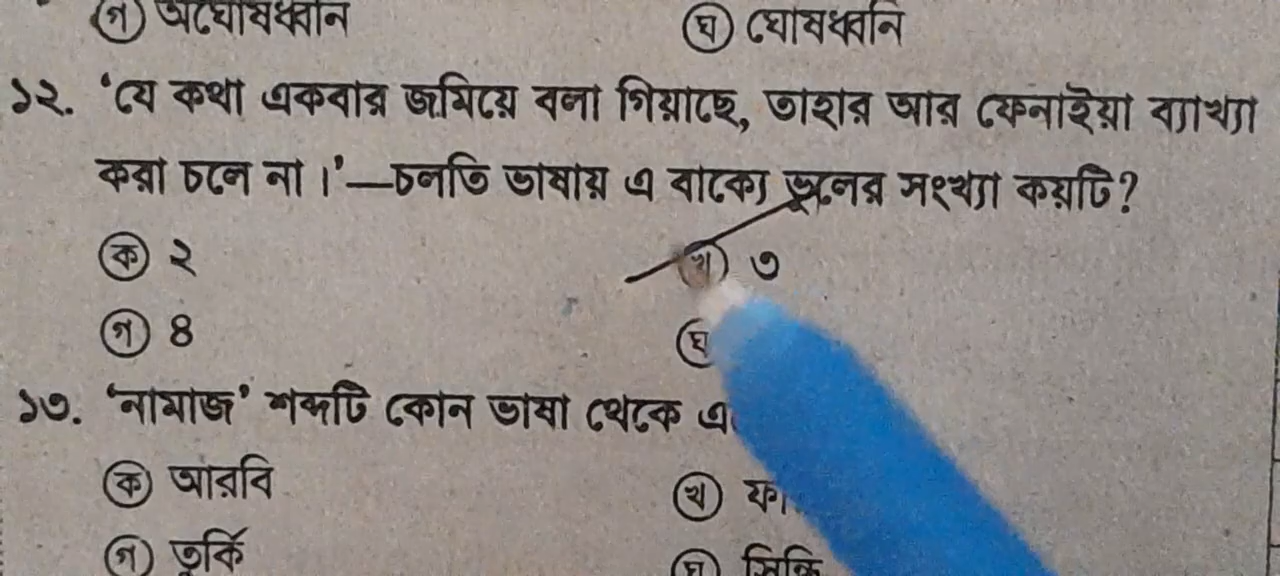 গ অঘোষধ্বনি ঘ ঘোষধ্বনি
১২. 'যে কথা একবার জমিয়ে বলা গিয়াছে, তাহার আর ফেনাইয়া ব্যাখ্যা
করা চলে না।'—চলতি ভাষায় এ বাক্যে ভুলের সংখ্যা কয়টি?
ক ২ খ ৩
গ ৪ ঘ
১৩. 'নামাজ' শব্দটি কোন ভাষা থেকে
ক আরবি খ
গ তুর্কি ঘ